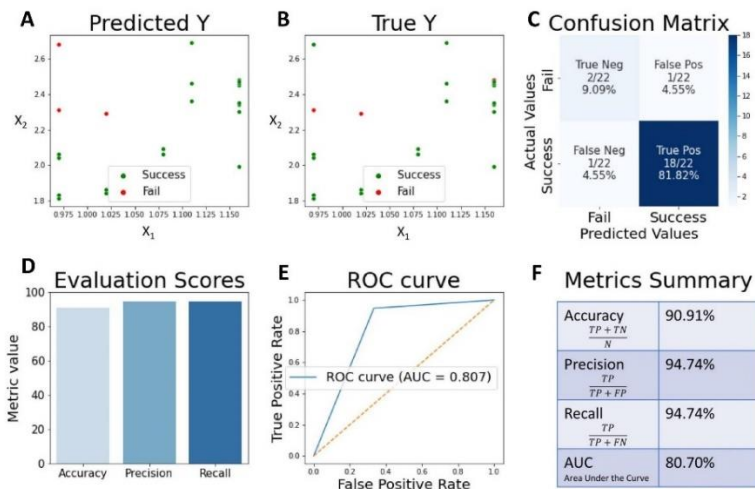 A Predicted Y
2.6
2.4
X2
2.2
2.0
1.8
Success
Fail
0.975 1.000 1.025 1.050 1.075 1.100 1.125 1.150
X1
B True Y
2.6
2.4
X2
2.2
2.0
1.8
Success
Fail
0.975 1.000 1.025 1.050 1.075 1.100 1.125 1.150
X1
C Confusion Matrix
Actual Values
Fail
Success
True Neg
2/22
9.09%
False Pos
1/22
4.55%
False Neg
1/22
4.55%
True Pos
18/22
81.82%
Fail Success
Predicted Values
18
16
14
12
10
8
6
4
2
D Evaluation Scores
Metric value
100
80
60
40
20
0
Accuracy Precision Recall
E ROC curve
True Positive Rate
1.0
0.8
0.6
0.4
0.2
0.0
ROC curve (AUC = 0.807)
0.0 0.2 0.4 0.6 0.8 1.0
False Positive Rate
F Metrics Summary
Accuracy 90.91%
TP + TN
N
Precision 94.74%
TP
TP + FP
Recall 94.74%
TP
TP + FN
AUC 80.70%
Area Under the Curve